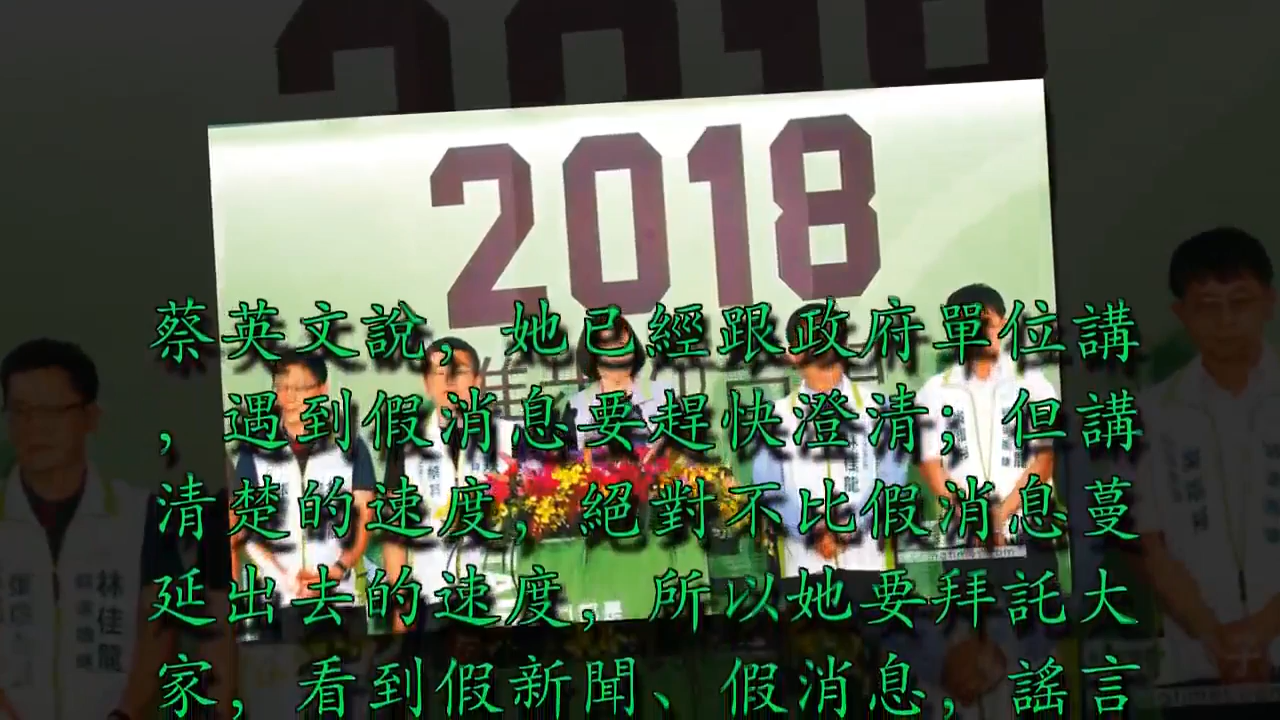 2018
蔡英文說，她已經跟政府單位講
，遇到假消息要趕快澄清；但講
清楚的速度，絕對不比假消息蔓
延出去的速度，所以她要拜託大
家，看到假新聞、假消息，謠言
林佳龍